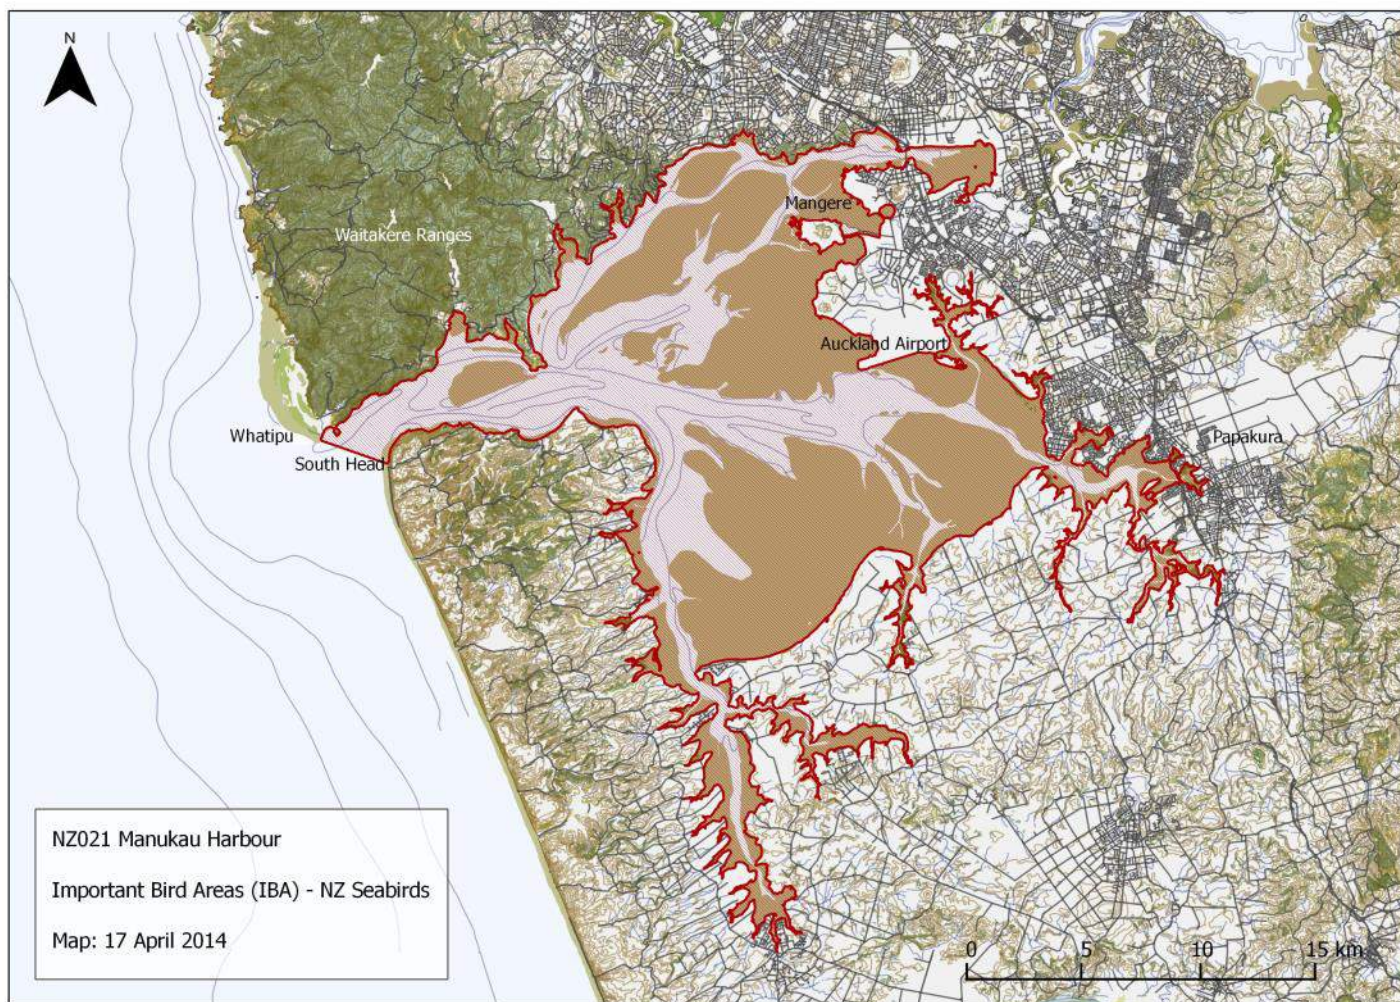 N
Mangere
Waitakere Ranges
Auckland Airport
Whatipu
Papakura
South Head
NZ021 Manukau Harbour
Important Bird Areas (IBA) - NZ Seabirds
Map: 17 April 2014
0 5 10 15 km